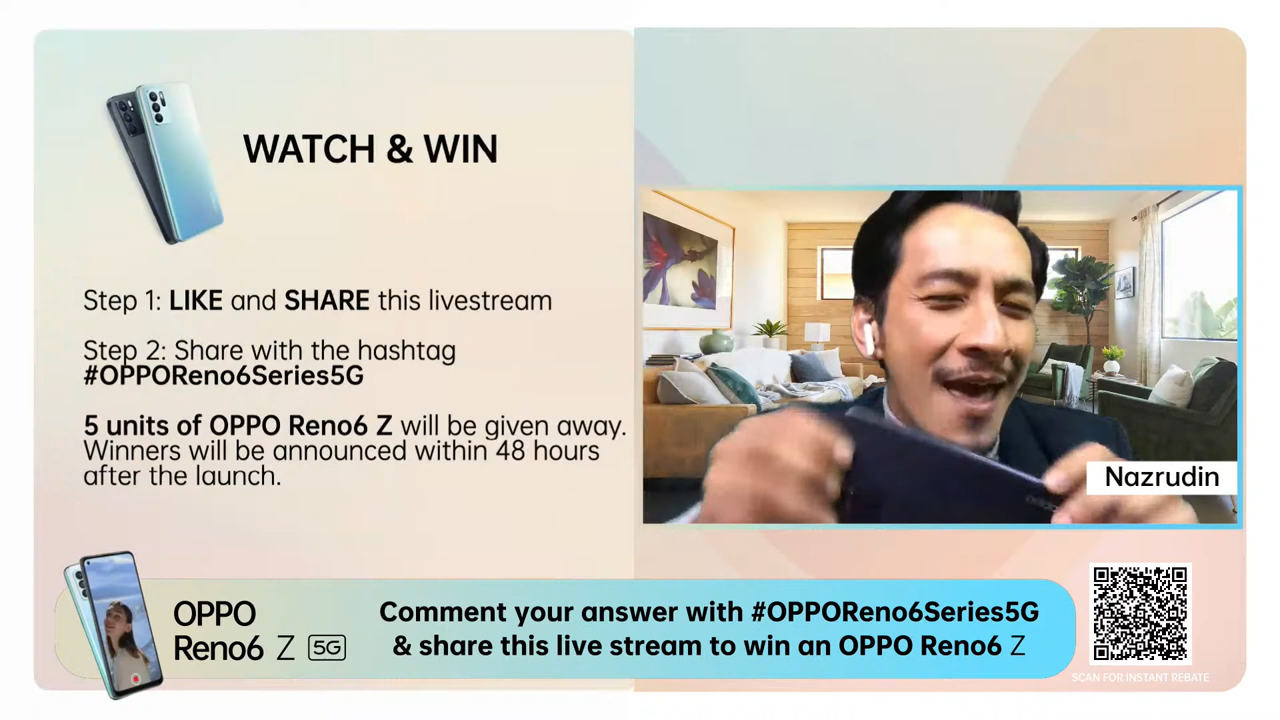 WATCH & WIN
Step 1: LIKE and SHARE this livestream
Step 2: Share with the hashtag
#OPPOReno6Series5G
5 units of OPPO Reno6 Z will be given away.
Winners will be announced within 48 hours
after the launch.
Nazrudin
OPPO
Reno6 Z 5G
Comment your answer with #OPPOReno6Series5G
& share this live stream to win an OPPO Reno6 Z
SCAN FOR INSTANT REBATE